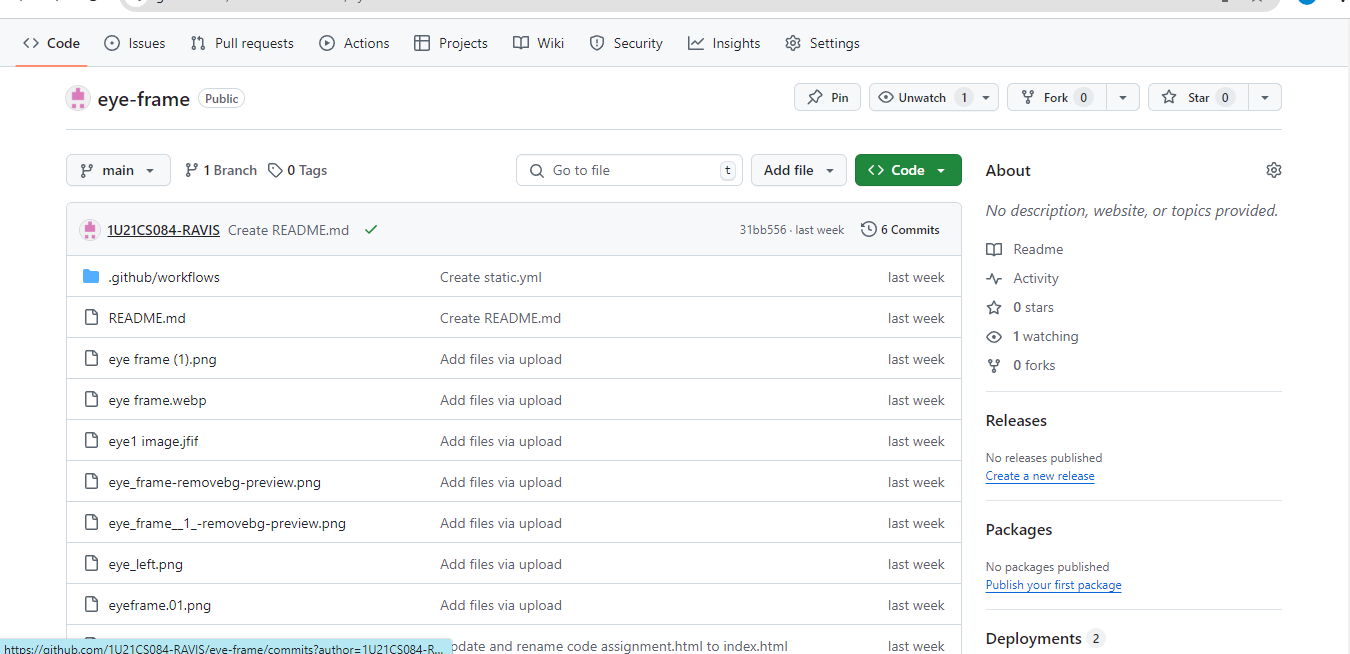 Code Issues Pull requests Actions Projects Wiki Security Insights Settings
eye-frame Public Pin Unwatch 1 Fork 0 Star 0
main 1 Branch 0 Tags Go to file t Add file Code
1U21CS084-RAVIS Create README.md 31bb556 · last week 6 Commits
.github/workflows Create static.yml last week
README.md Create README.md last week
eye frame (1).png Add files via upload last week
eye frame.webp Add files via upload last week
eye1 image.jfif Add files via upload last week
eye_frame-removebg-preview.png Add files via upload last week
eye_frame__1_-removebg-preview.png Add files via upload last week
eye_left.png Add files via upload last week
eyeframe.01.png Add files via upload last week
pdate and rename code assignment.html to index.html last week
https://github.com/1U21CS084-RAVIS/eye-frame/commits?author=1U21CS084-R...
About
No description, website, or topics provided.
Readme
Activity
0 stars
1 watching
0 forks
Releases
No releases published
Create a new release
Packages
No packages published
Publish your first package
Deployments 2